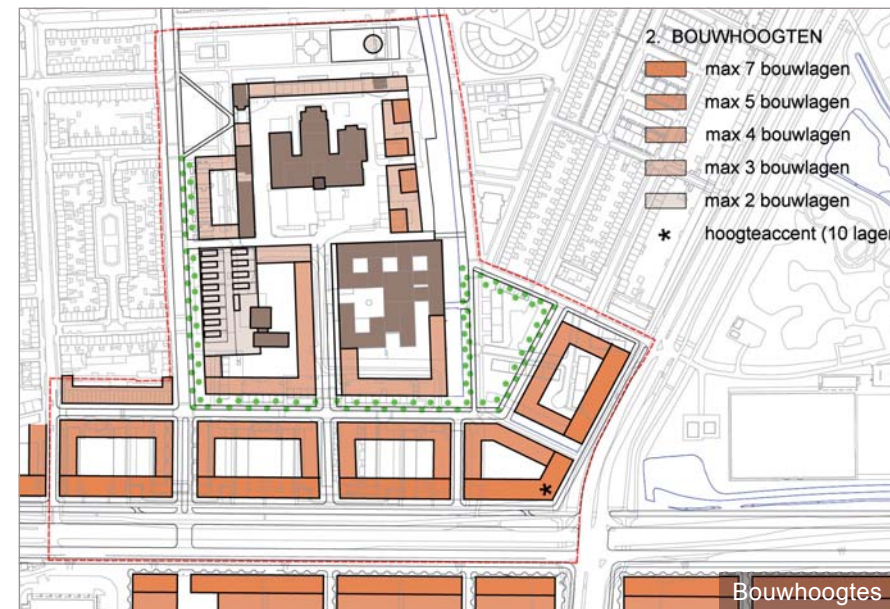 2. BOUWHOOGTEN
max 7 bouwlagen
max 5 bouwlagen
max 4 bouwlagen
max 3 bouwlagen
max 2 bouwlagen
* hoogteaccent (10 lagen
Bouwhoogtes